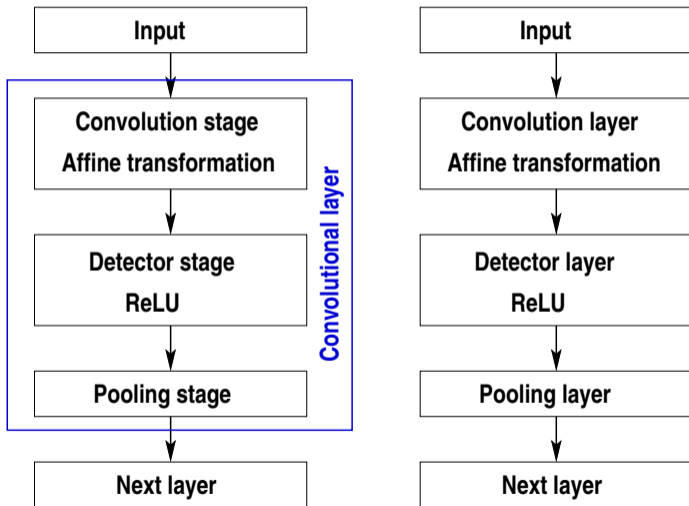 Input
Convolution stage
Affine transformation
Detector stage
ReLU
Pooling stage
Next layer
Convolutional layer
Input
Convolution layer
Affine transformation
Detector layer
ReLU
Pooling layer
Next layer